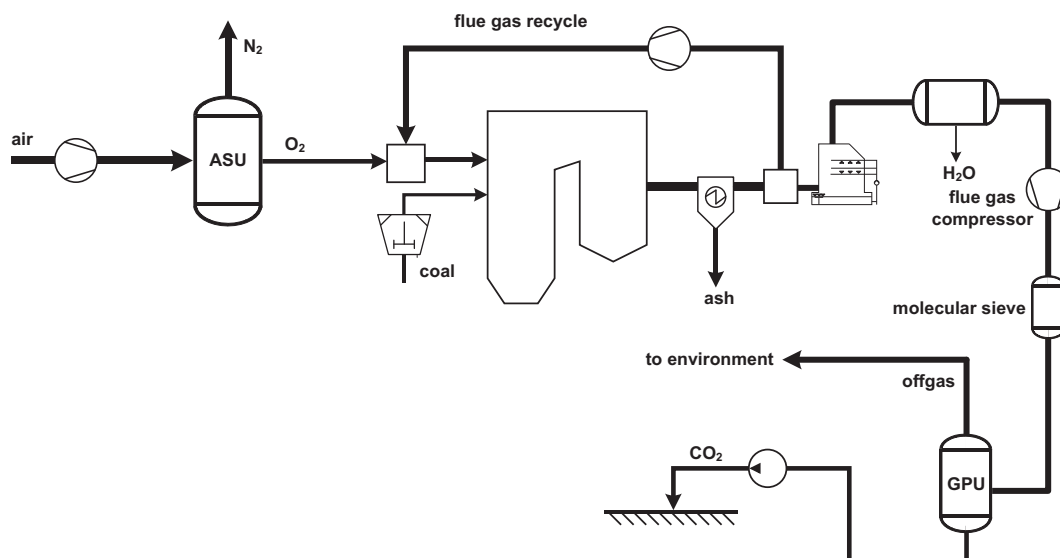 flue gas recycle
N₂
air
ASU
O₂
H₂O
flue gas
compressor
coal
ash
molecular sieve
to environment
offgas
CO₂
GPU